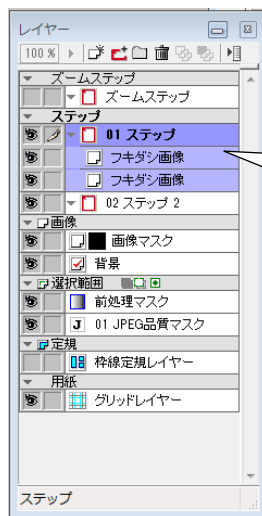 レイヤー
100 %
ズームステップ
ズームステップ
ステップ
01 ステップ
フキダシ画像
フキダシ画像
02 ステップ 2
画像
画像マスク
背景
選択範囲
前処理マスク
J 01 JPEG品質マスク
定規
枠線定規レイヤー
用紙
グリッドレイヤー
ステップ